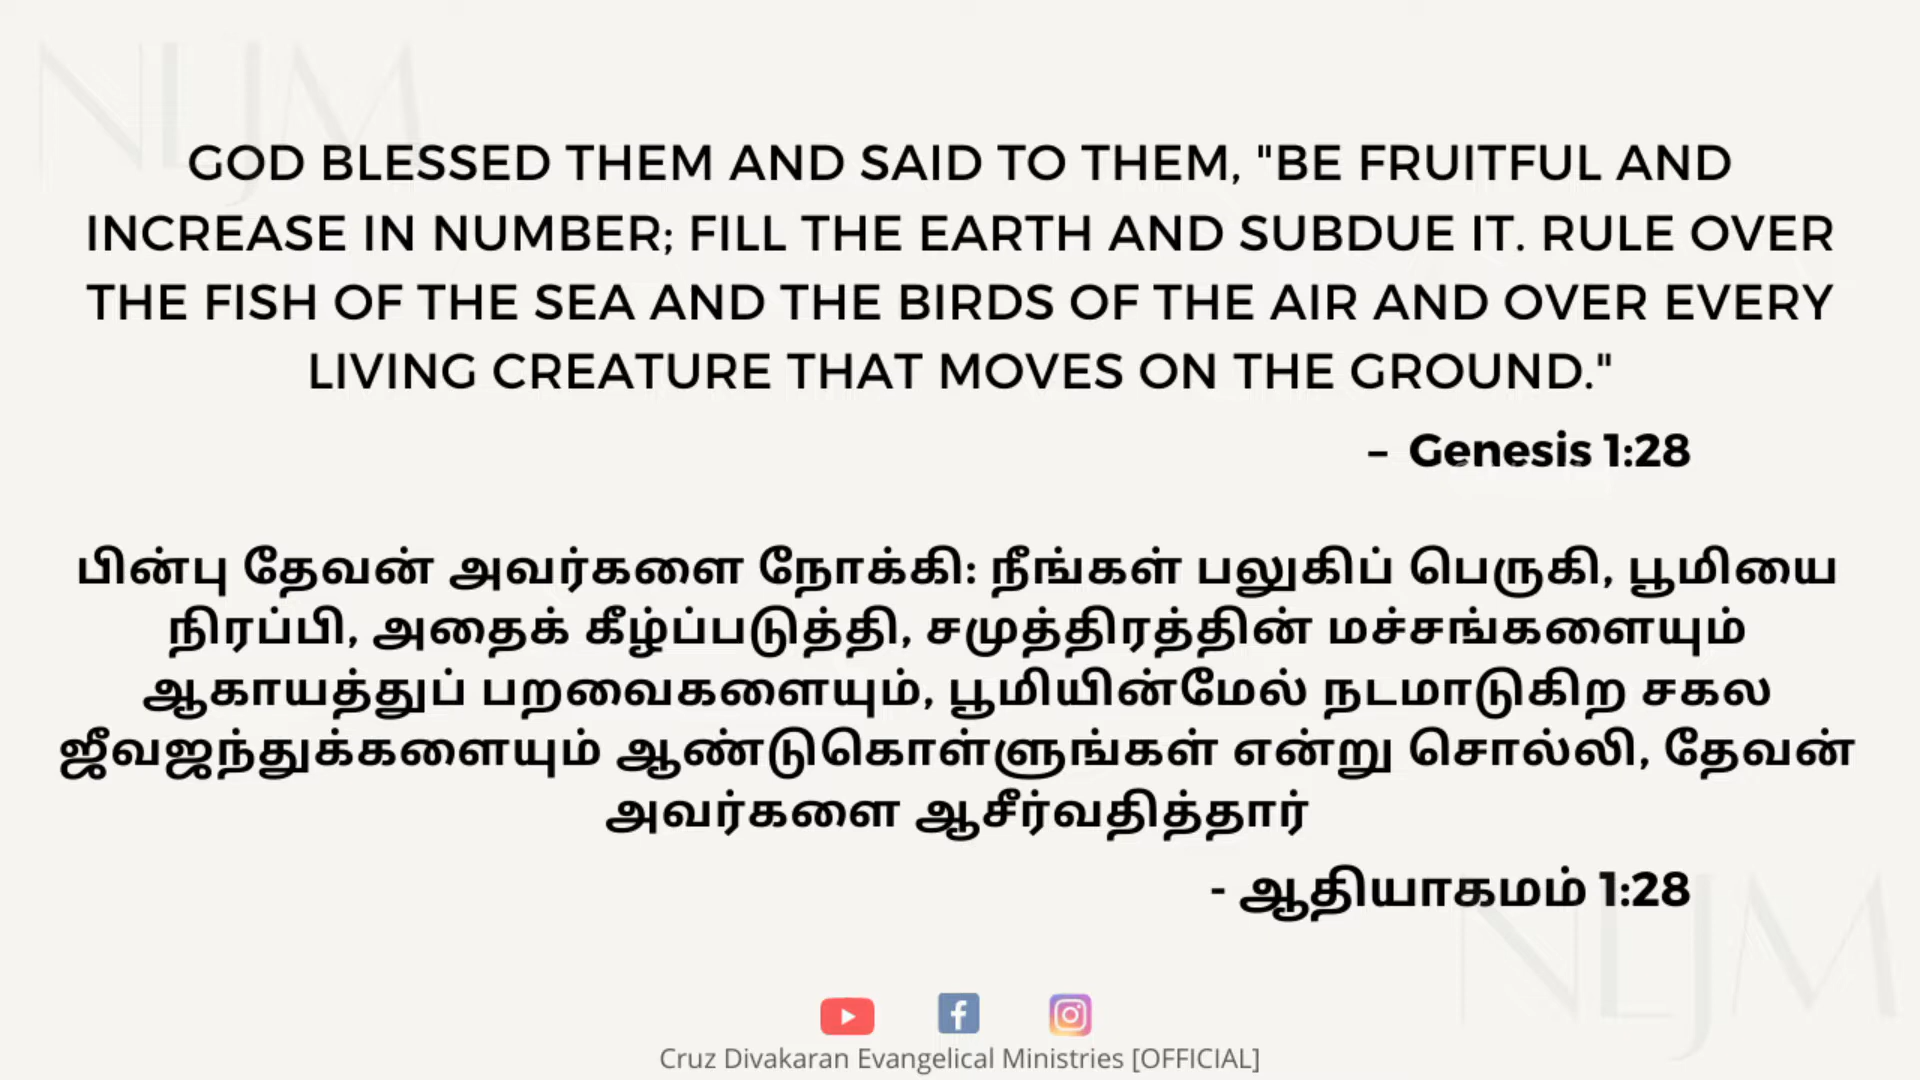 NLJM
GOD BLESSED THEM AND SAID TO THEM, "BE FRUITFUL AND
INCREASE IN NUMBER; FILL THE EARTH AND SUBDUE IT. RULE OVER
THE FISH OF THE SEA AND THE BIRDS OF THE AIR AND OVER EVERY
LIVING CREATURE THAT MOVES ON THE GROUND."
– Genesis 1:28
பின்பு தேவன் அவர்களை நோக்கி: நீங்கள் பலுகிப் பெருகி, பூமியை
நிரப்பி, அதைக் கீழ்ப்படுத்தி, சமுத்திரத்தின் மச்சங்களையும்
ஆகாயத்துப் பறவைகளையும், பூமியின்மேல் நடமாடுகிற சகல
ஜீவஜந்துக்களையும் ஆண்டுகொள்ளுங்கள் என்று சொல்லி, தேவன்
அவர்களை ஆசீர்வதித்தார்
- ஆதியாகமம் 1:28
NLJM
Cruz Divakaran Evangelical Ministries [OFFICIAL]